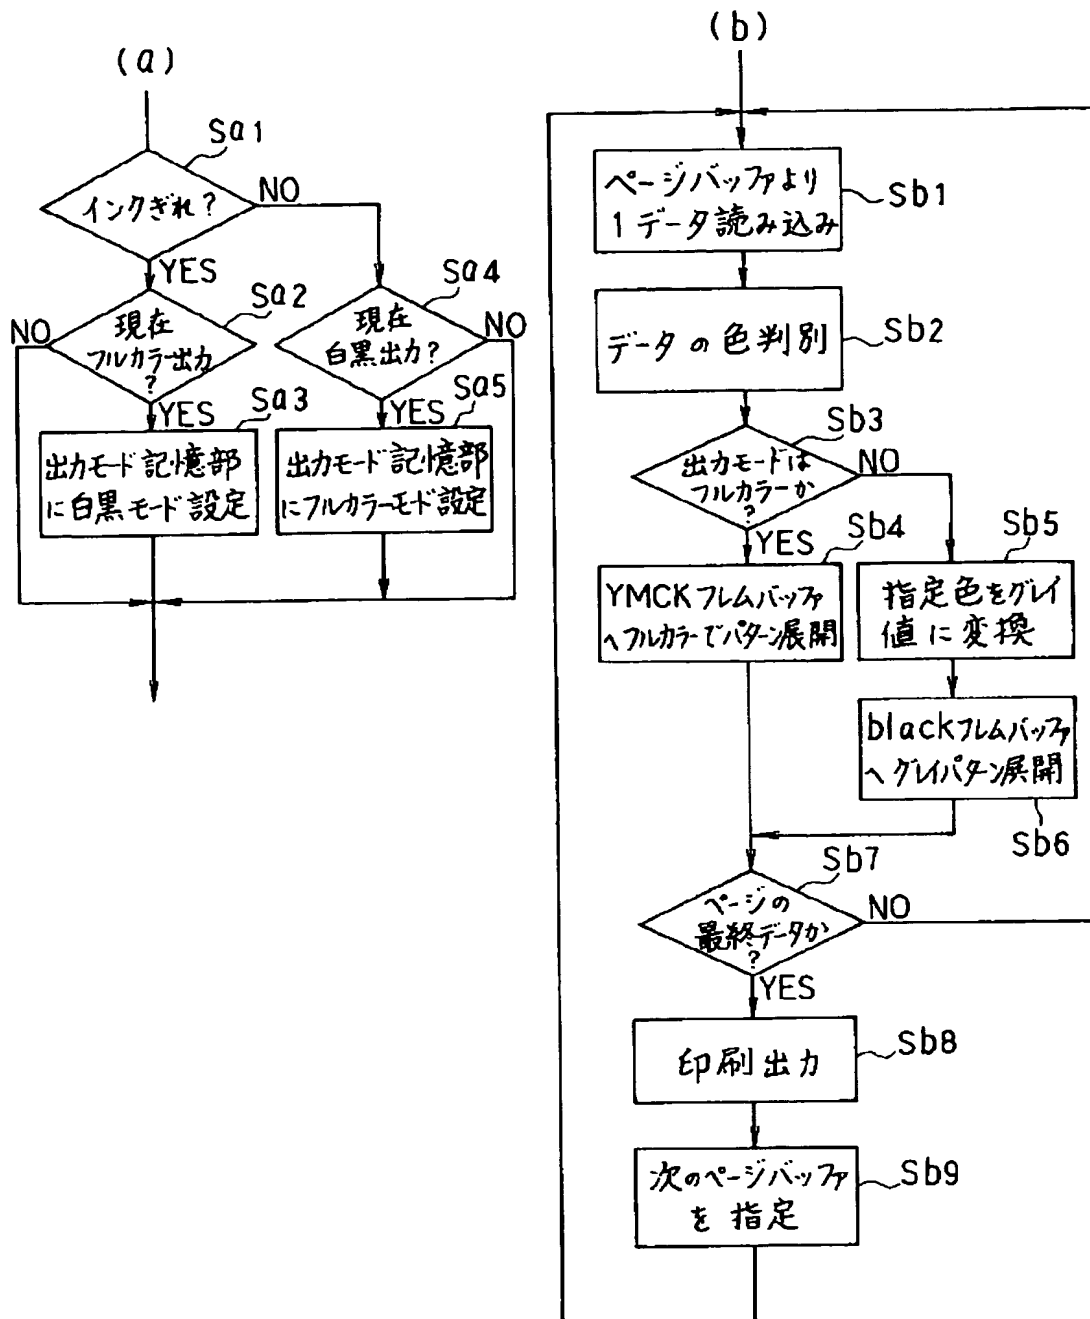 (a)
Sa1
インクぎれ?
NO
YES
Sa2
現在
フルカラー出力
?
NO
YES
Sa3
出力モード記憶部
に白黒モード設定
Sa4
現在
白黒出力?
NO
YES
Sa5
出力モード記憶部
にフルカラーモード設定
(b)
ページバッファより
1データ読み込み
Sb1
データの色判別
Sb2
Sb3
出力モードは
フルカラーか
?
NO
YES
Sb4
YMCKフレムバッファ
へフルカラーでパターン展開
Sb5
指定色をグレイ
値に変換
blackフレムバッファ
へグレイパターン展開
Sb6
Sb7
ページの
最終データか
?
NO
YES
印刷出力
Sb8
次のページバッファ
を指定
Sb9